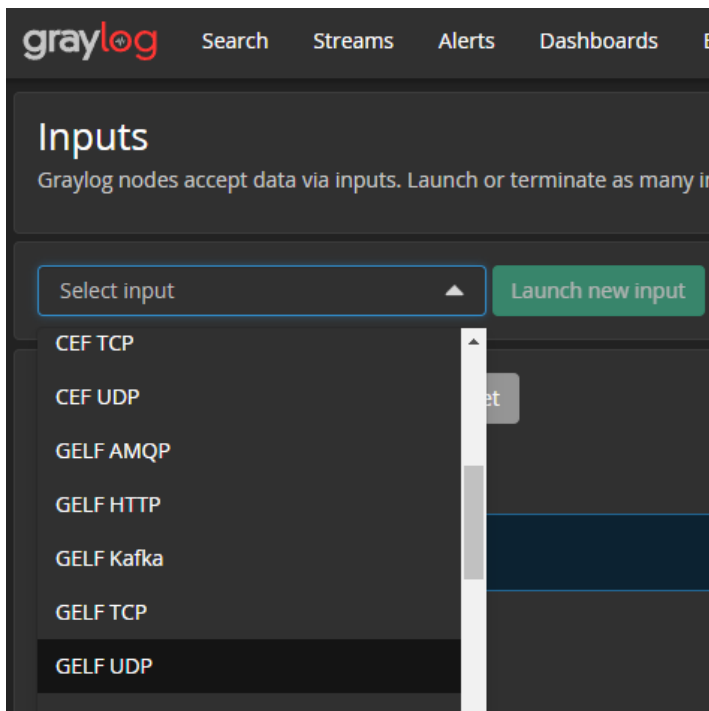 graylog Search Streams Alerts Dashboards
Inputs
Graylog nodes accept data via inputs. Launch or terminate as many
Select input Launch new input
CEF TCP
CEF UDP
GELF AMQP
GELF HTTP
GELF Kafka
GELF TCP
GELF UDP